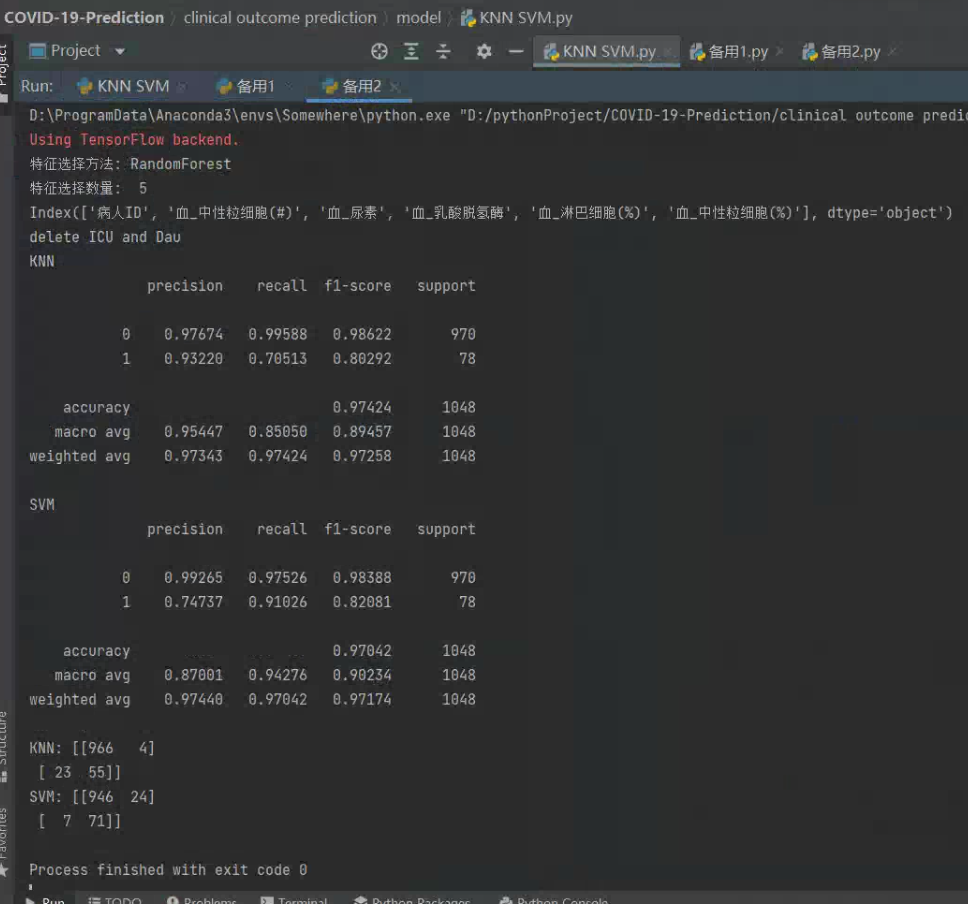 COVID-19-Prediction 〉 clinical outcome prediction 〉 model 〉 KNN SVM.py
Project
Project KNN SVM.py × 备用1.py × 备用2.py ×
Run: KNN SVM × 备用1 × 备用2 ×
D:\ProgramData\Anaconda3\envs\Somewhere\python.exe "D:/pythonProject/COVID-19-Prediction/clinical outcome predic
Using TensorFlow backend.
特征选择方法: RandomForest
特征选择数量:  5
Index(['病人ID', '血_中性粒细胞(#)', '血_尿素', '血_乳酸脱氢酶', '血_淋巴细胞(%)', '血_中性粒细胞(%)'], dtype='object')
delete ICU and Dav
KNN
precision recall f1-score support
0 0.97674 0.99588 0.98622 970
1 0.93220 0.70513 0.80292 78
accuracy 0.97424 1048
macro avg 0.95447 0.85050 0.89457 1048
weighted avg 0.97343 0.97424 0.97258 1048
SVM
precision recall f1-score support
0 0.99265 0.97526 0.98388 970
1 0.74737 0.91026 0.82081 78
accuracy 0.97042 1048
macro avg 0.87001 0.94276 0.90234 1048
weighted avg 0.97440 0.97042 0.97174 1048
KNN: [[966 4]
[ 23 55]]
SVM: [[946 24]
[ 7 71]]
Process finished with exit code 0
Structure
Favorites
Run TODO Problems Terminal Python Packages Python Console